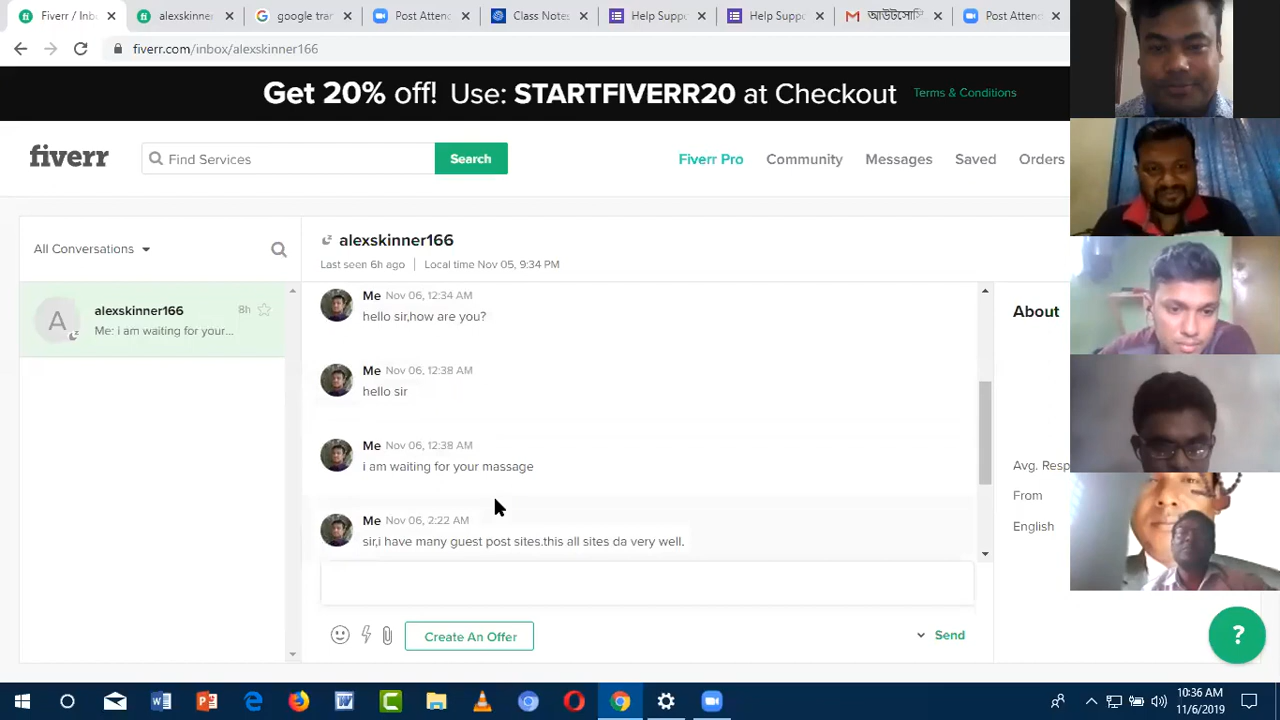 Fiverr / Inb
alexskinner
google tran
Post Attenc
Class Notes
Help Supp
Help Supp
আউটসোর্সি
Post Attenc
fiverr.com/inbox/alexskinner166
Get 20% off! Use: STARTFIVERR20 at Checkout Terms & Conditions
fiverr
Find Services
Search
Fiverr Pro
Community
Messages
Saved
Orders
All Conversations
alexskinner166
Last seen 6h ago | Local time Nov 05, 9:34 PM
A
alexskinner166
8h
Me: i am waiting for your...
Me Nov 06, 12:34 AM
hello sir,how are you?
Me Nov 06, 12:38 AM
hello sir
Me Nov 06, 12:38 AM
i am waiting for your massage
Me Nov 06, 2:22 AM
sir,i have many guest post sites.this all sites da very well.
About
Avg. Resp
From
English
Create An Offer
Send
?
10:36 AM
11/6/2019